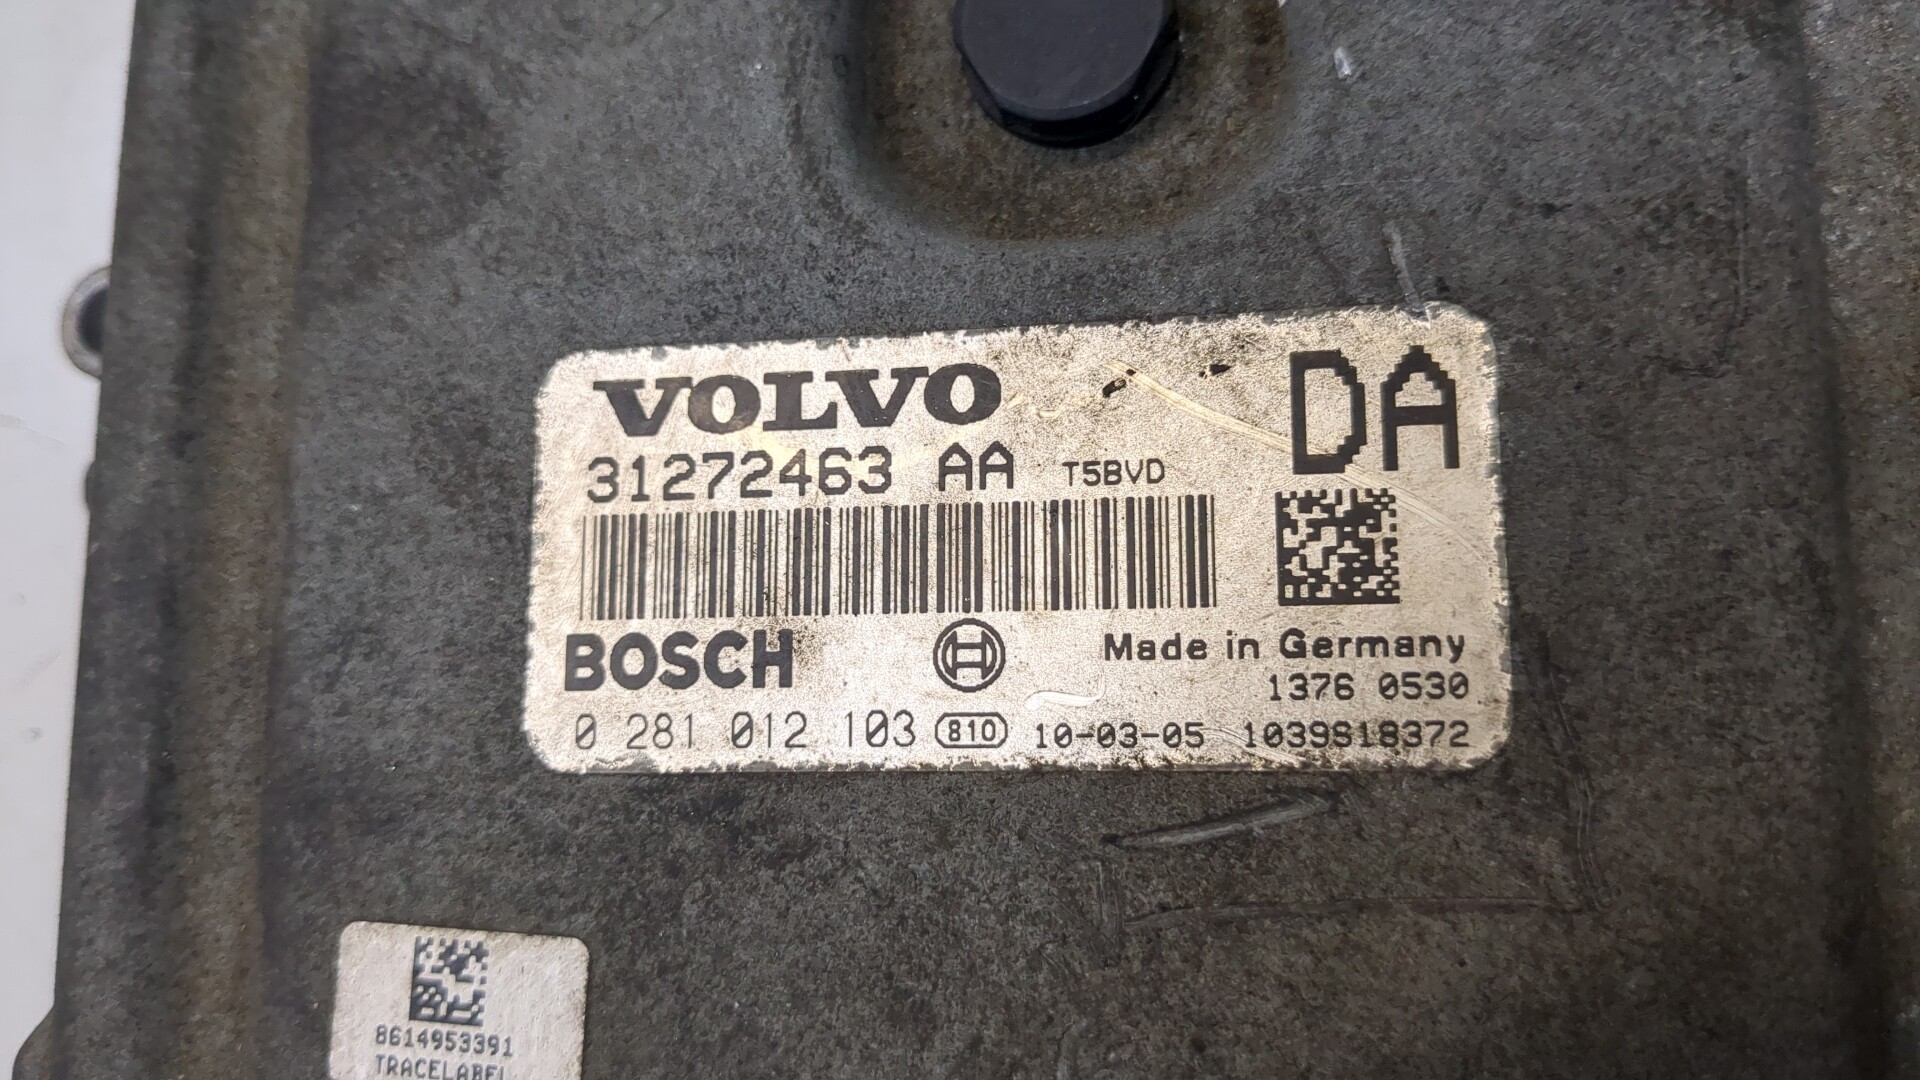 VOLVO
DA
31272463 AA T5BVD
BOSCH
Made in Germany
1376 0530
0 281 012 103 810 10-03-05 1039S18372
8614953391
TRACELABEL